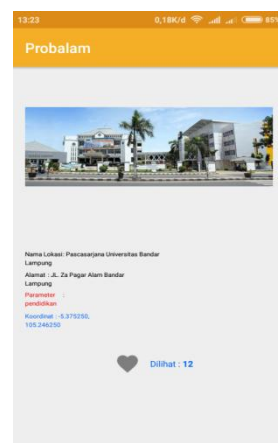 13:23 0,18K/d 85%
Probalam
Nama Lokasi: Pascasarjana Universitas Bandar
Lampung
Alamat : JL. Za Pagar Alam Bandar
Lampung
Parameter :
pendidikan
Koordinat : -5.375250,
105.246250
Dilihat : 12